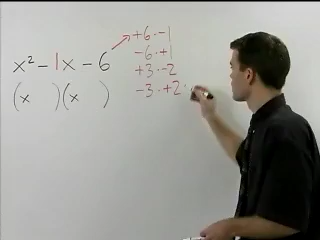 x² - 1x - 6
(x   )(x   )
+6 · -1
-6 · +1
+3 · -2
-3 · +2 ·